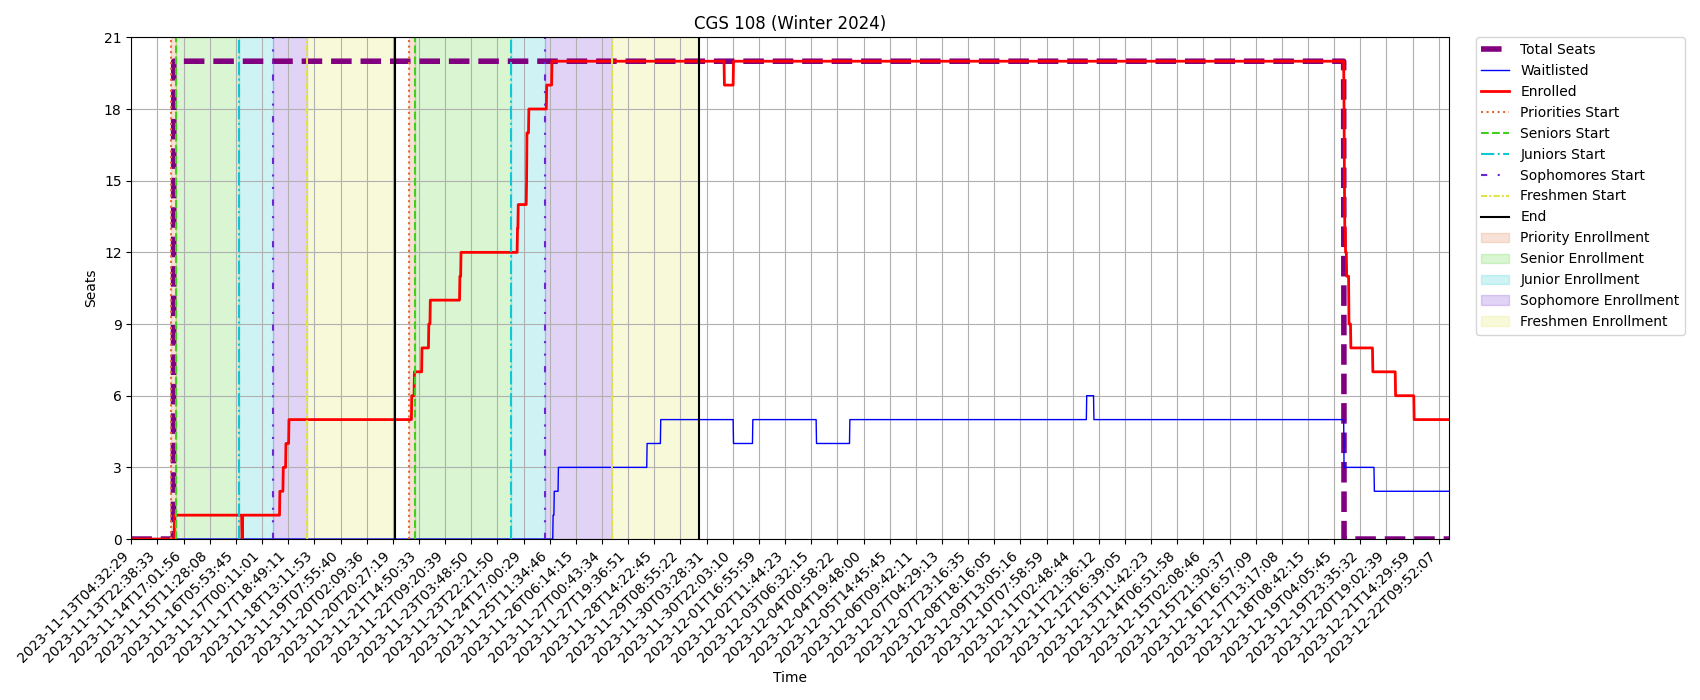 CGS 108 (Winter 2024)
Seats
21
18
15
12
9
6
3
0
2023-11-13T04:32:29
2023-11-13T22:38:33
2023-11-14T17:01:56
2023-11-15T11:28:08
2023-11-16T05:53:45
2023-11-17T00:11:01
2023-11-17T18:49:11
2023-11-18T13:11:53
2023-11-19T07:55:40
2023-11-20T02:09:36
2023-11-20T20:27:19
2023-11-21T14:50:33
2023-11-22T09:20:39
2023-11-23T03:48:50
2023-11-23T22:21:50
2023-11-24T17:00:29
2023-11-25T11:34:46
2023-11-26T06:14:15
2023-11-27T00:43:34
2023-11-27T19:36:51
2023-11-28T14:22:45
2023-11-29T08:55:22
2023-11-30T03:28:31
2023-11-30T22:03:10
2023-12-01T16:55:59
2023-12-02T11:44:23
2023-12-03T06:32:15
2023-12-04T00:58:22
2023-12-04T19:48:00
2023-12-05T14:45:45
2023-12-06T09:42:11
2023-12-07T04:29:13
2023-12-07T23:16:35
2023-12-08T18:16:05
2023-12-09T13:05:16
2023-12-10T07:58:59
2023-12-11T02:48:44
2023-12-11T21:36:12
2023-12-12T16:39:05
2023-12-13T11:42:23
2023-12-14T06:51:58
2023-12-15T02:08:46
2023-12-15T21:30:37
2023-12-16T16:57:09
2023-12-17T13:17:08
2023-12-18T08:42:15
2023-12-19T04:05:45
2023-12-19T23:35:32
2023-12-20T19:02:39
2023-12-21T14:29:59
2023-12-22T09:52:07
Time
Total Seats
Waitlisted
Enrolled
Priorities Start
Seniors Start
Juniors Start
Sophomores Start
Freshmen Start
End
Priority Enrollment
Senior Enrollment
Junior Enrollment
Sophomore Enrollment
Freshmen Enrollment